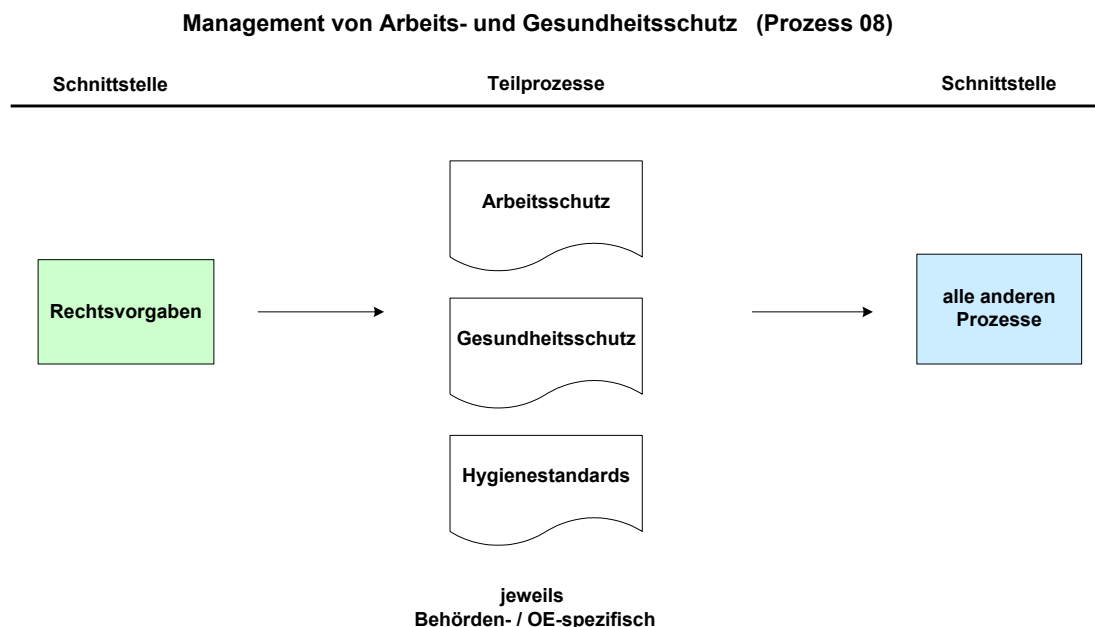 Management von Arbeits- und Gesundheitsschutz (Prozess 08)
Schnittstelle Teilprozesse Schnittstelle
Arbeitsschutz
Rechtsvorgaben
Gesundheitsschutz
alle anderen
Prozesse
Hygienestandards
jeweils
Behörden- / OE-spezifisch